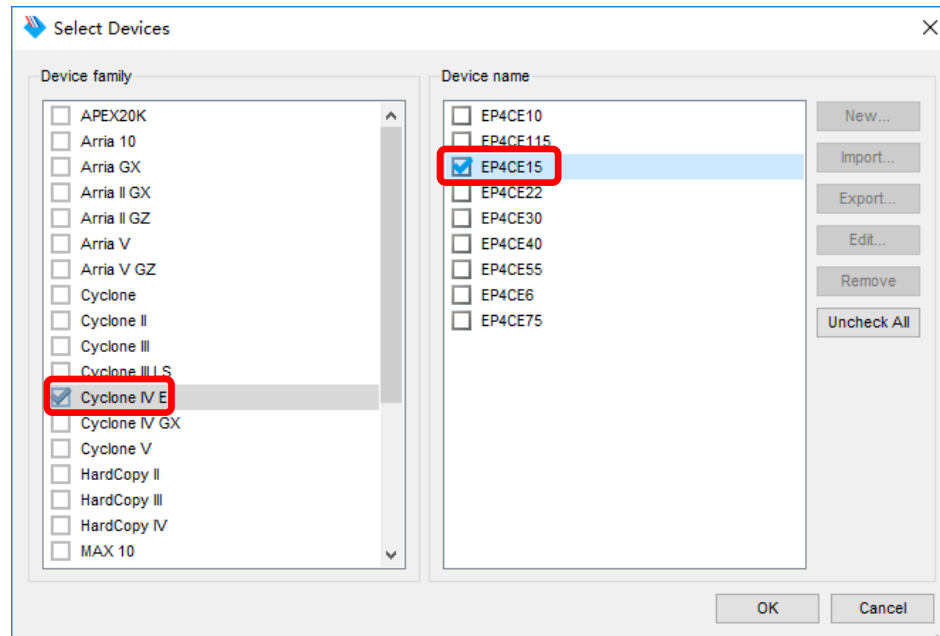 Select Devices
Device family
APEX20K
Arria 10
Arria GX
Arria II GX
Arria II GZ
Arria V
Arria V GZ
Cyclone
Cyclone II
Cyclone III
Cyclone III LS
Cyclone IV E
Cyclone IV GX
Cyclone V
HardCopy II
HardCopy III
HardCopy IV
MAX 10
Device name
EP4CE10
EP4CE115
EP4CE15
EP4CE22
EP4CE30
EP4CE40
EP4CE55
EP4CE6
EP4CE75
New...
Import...
Export...
Edit...
Remove
Uncheck All
OK
Cancel